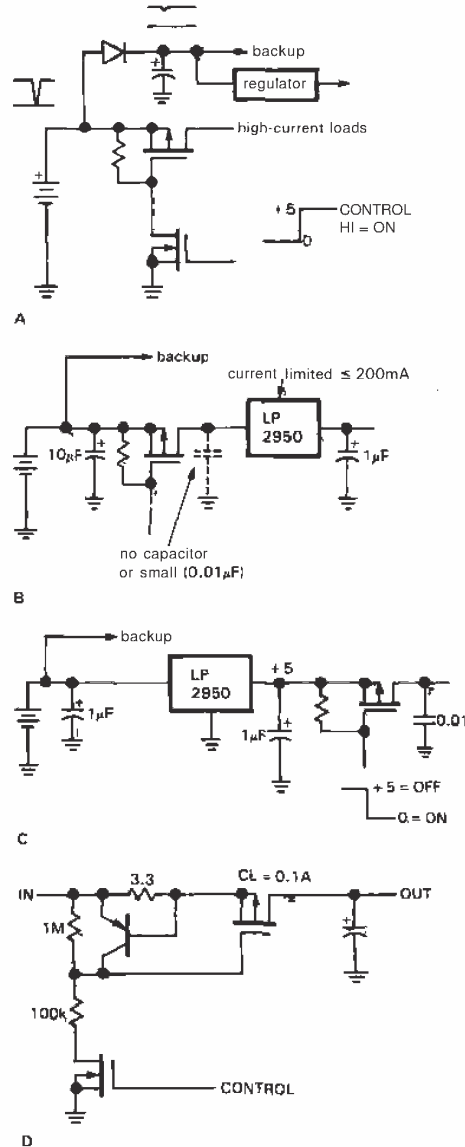 backup
+
regulator
high-current loads
+
+ 5
CONTROL
0
HI = ON
A
backup
current limited ≤ 200mA
LP
2950
10μF
+
+
1μF
no capacitor
or small (0.01μF)
B
backup
LP
2950
+ 5
+
1μF
1μF
+
0.01
+ 5 = OFF
0 = ON
C
IN
3.3
CL = 0.1A
OUT
1M
+
100k
CONTROL
D